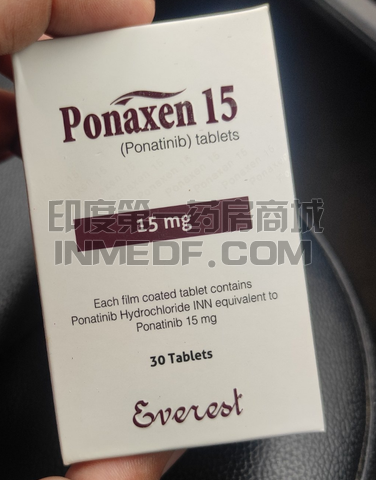 Ponaxen 15
(Ponatinib) tablets
印度第一药房商城
15 mg
INMEDF.COM
Each film coated tablet contains
Ponatinib Hydrochloride INN equivalent to
Ponatinib 15 mg
30 Tablets
Everest